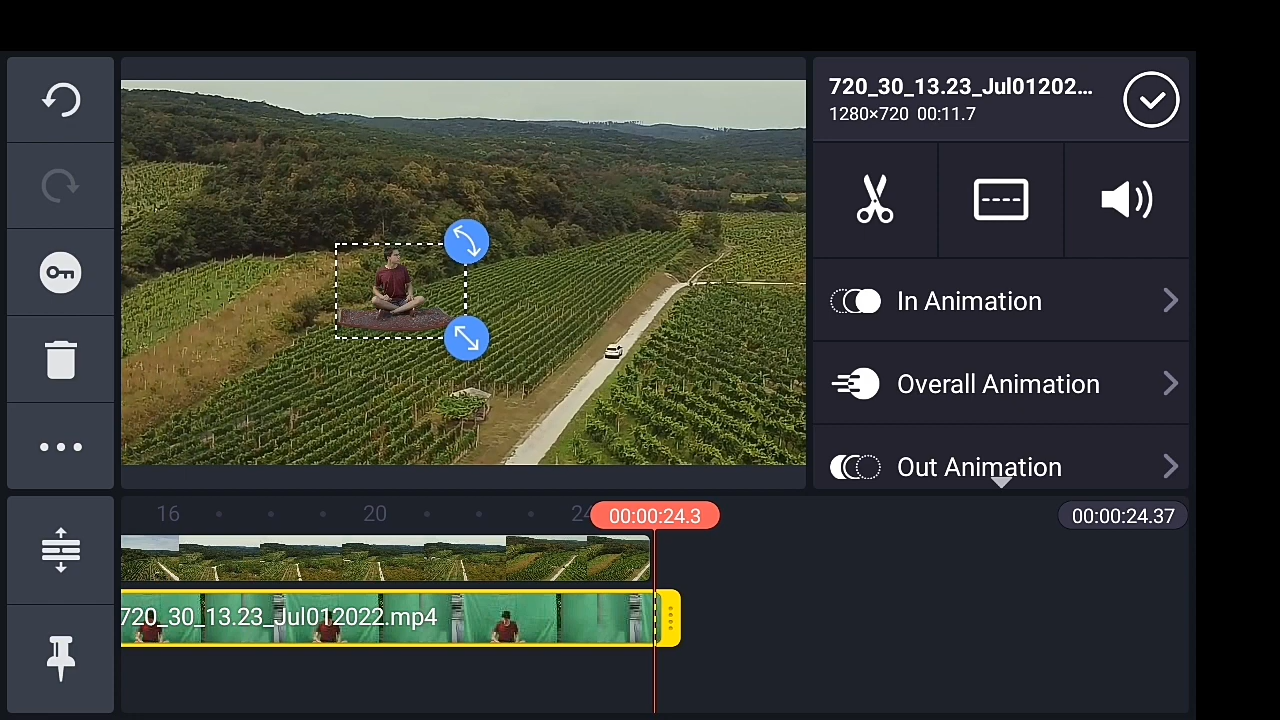 720_30_13.23_Jul01202...
1280×720 00:11.7
In Animation
Overall Animation
Out Animation
16
20
24
00:00:24.3
00:00:24.37
720_30_13.23_Jul012022.mp4